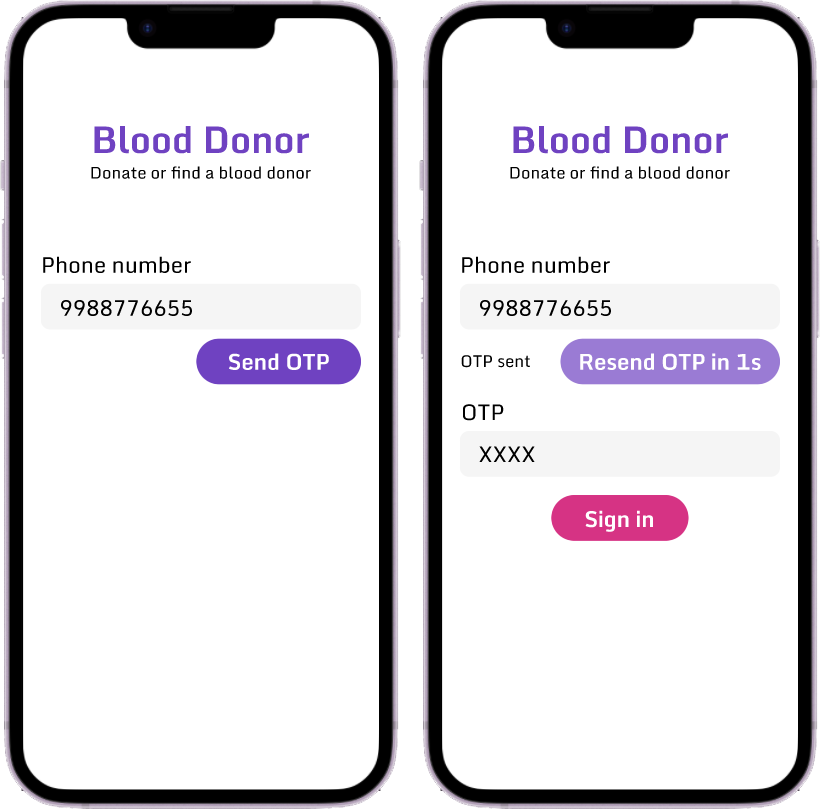 Blood Donor
Donate or find a blood donor
Phone number
9988776655
Send OTP
Blood Donor
Donate or find a blood donor
Phone number
9988776655
OTP sent Resend OTP in 1s
OTP
XXXX
Sign in